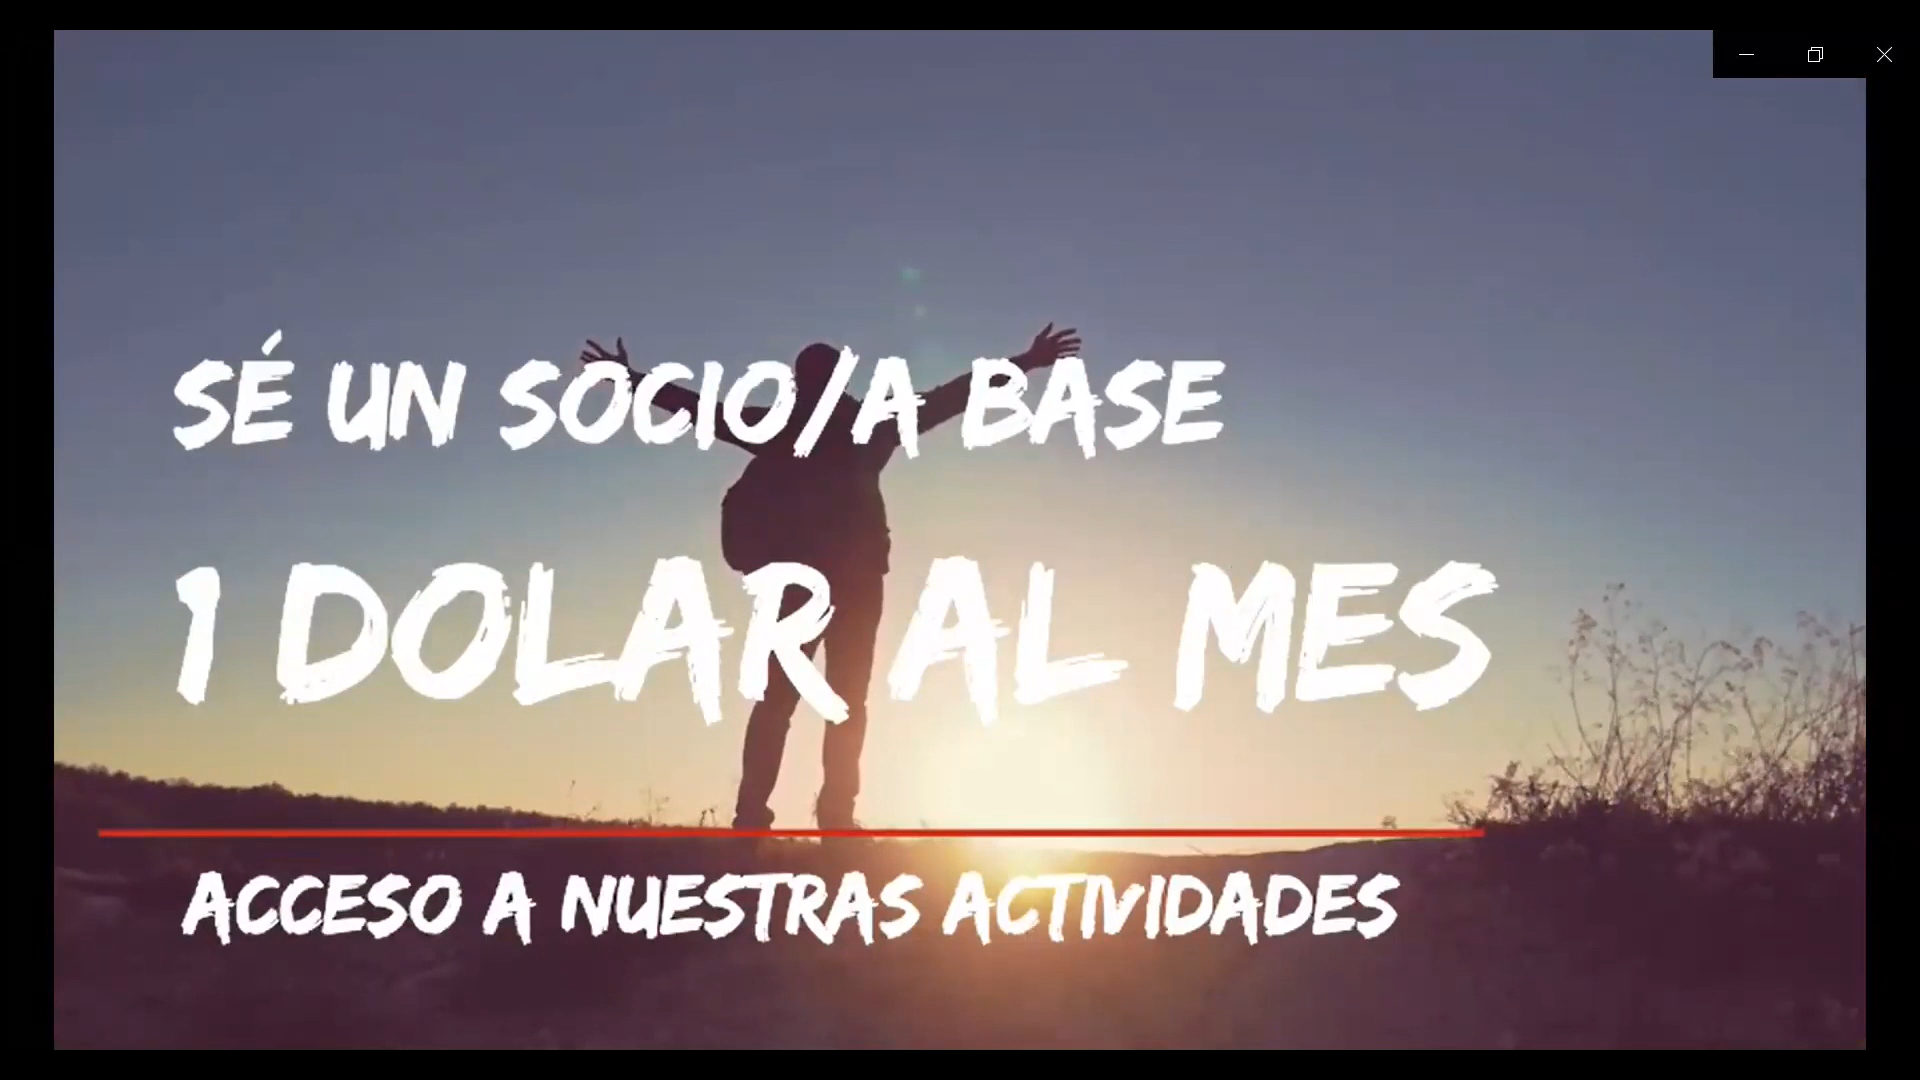 SÉ UN SOCIO/A BASE
1 DOLAR AL MES
ACCESO A NUESTRAS ACTIVIDADES